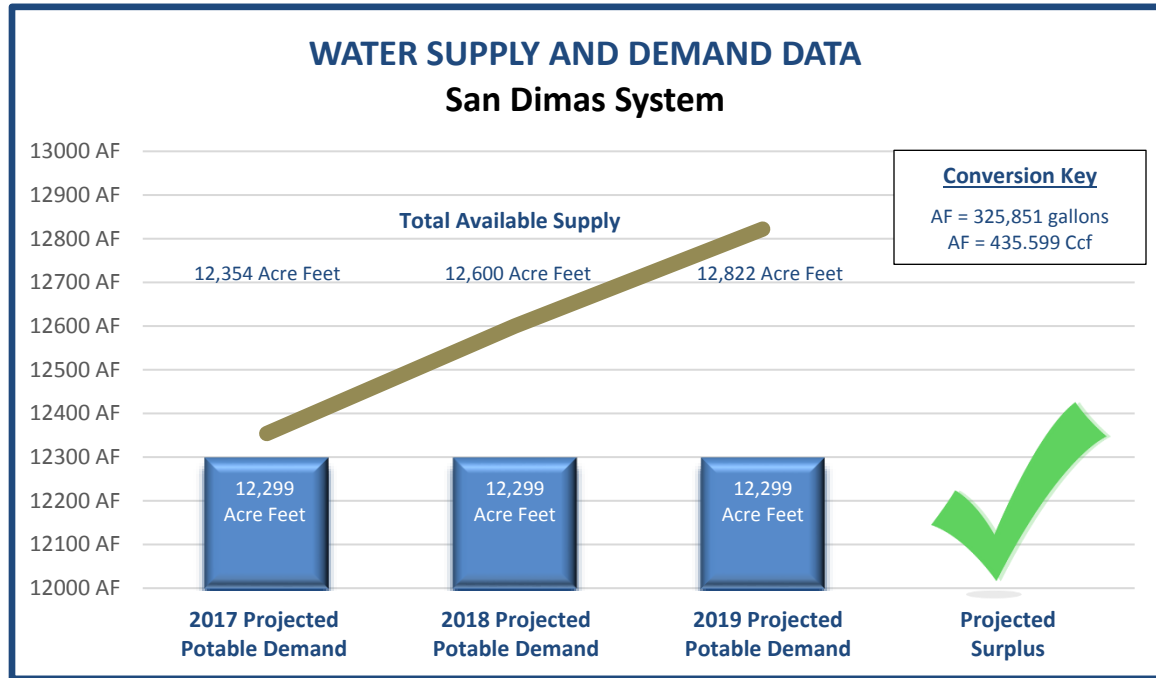 WATER SUPPLY AND DEMAND DATA
San Dimas System
13000 AF
12900 AF
12800 AF
12700 AF
12600 AF
12500 AF
12400 AF
12300 AF
12200 AF
12100 AF
12000 AF
Conversion Key
AF = 325,851 gallons
AF = 435.599 Ccf
Total Available Supply
12,354 Acre Feet
12,600 Acre Feet
12,822 Acre Feet
12,299
Acre Feet
12,299
Acre Feet
12,299
Acre Feet
2017 Projected
Potable Demand
2018 Projected
Potable Demand
2019 Projected
Potable Demand
Projected
Surplus